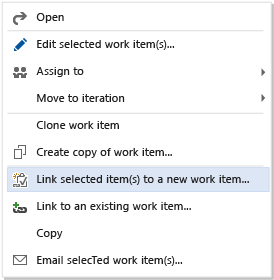 Open
Edit selected work item(s)...
Assign to
Move to iteration
Clone work item
Create copy of work item...
Link selecTed item(s) to a new work item...
Link to an existing work item...
Copy
Email selecTed work item(s)...